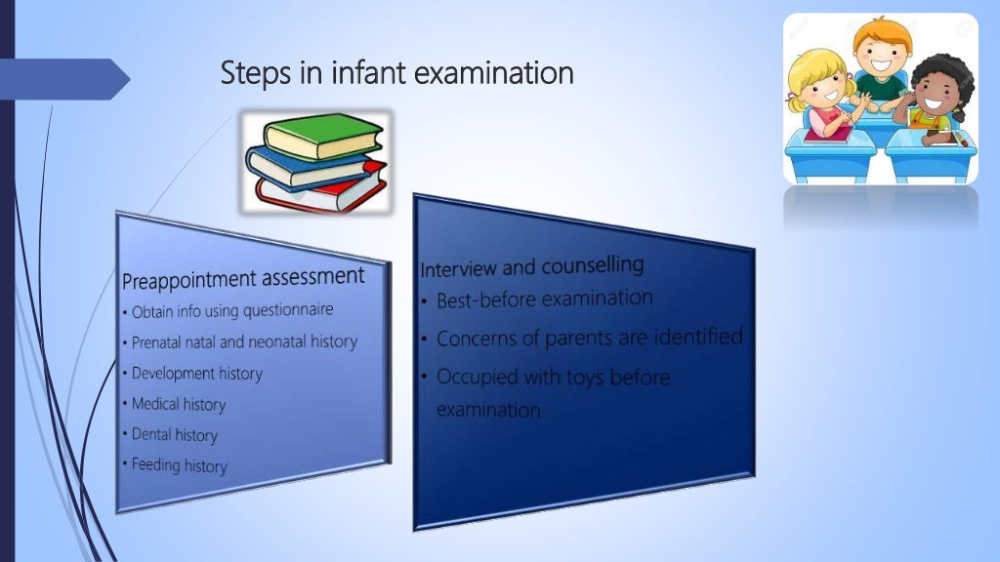 Steps in infant examination
Preappointment assessment
• Obtain info using questionnaire
• Prenatal natal and neonatal history
• Development history
• Medical history
• Dental history
• Feeding history
Interview and counselling
• Best-before examination
• Concerns of parents are identified
• Occupied with toys before
examination